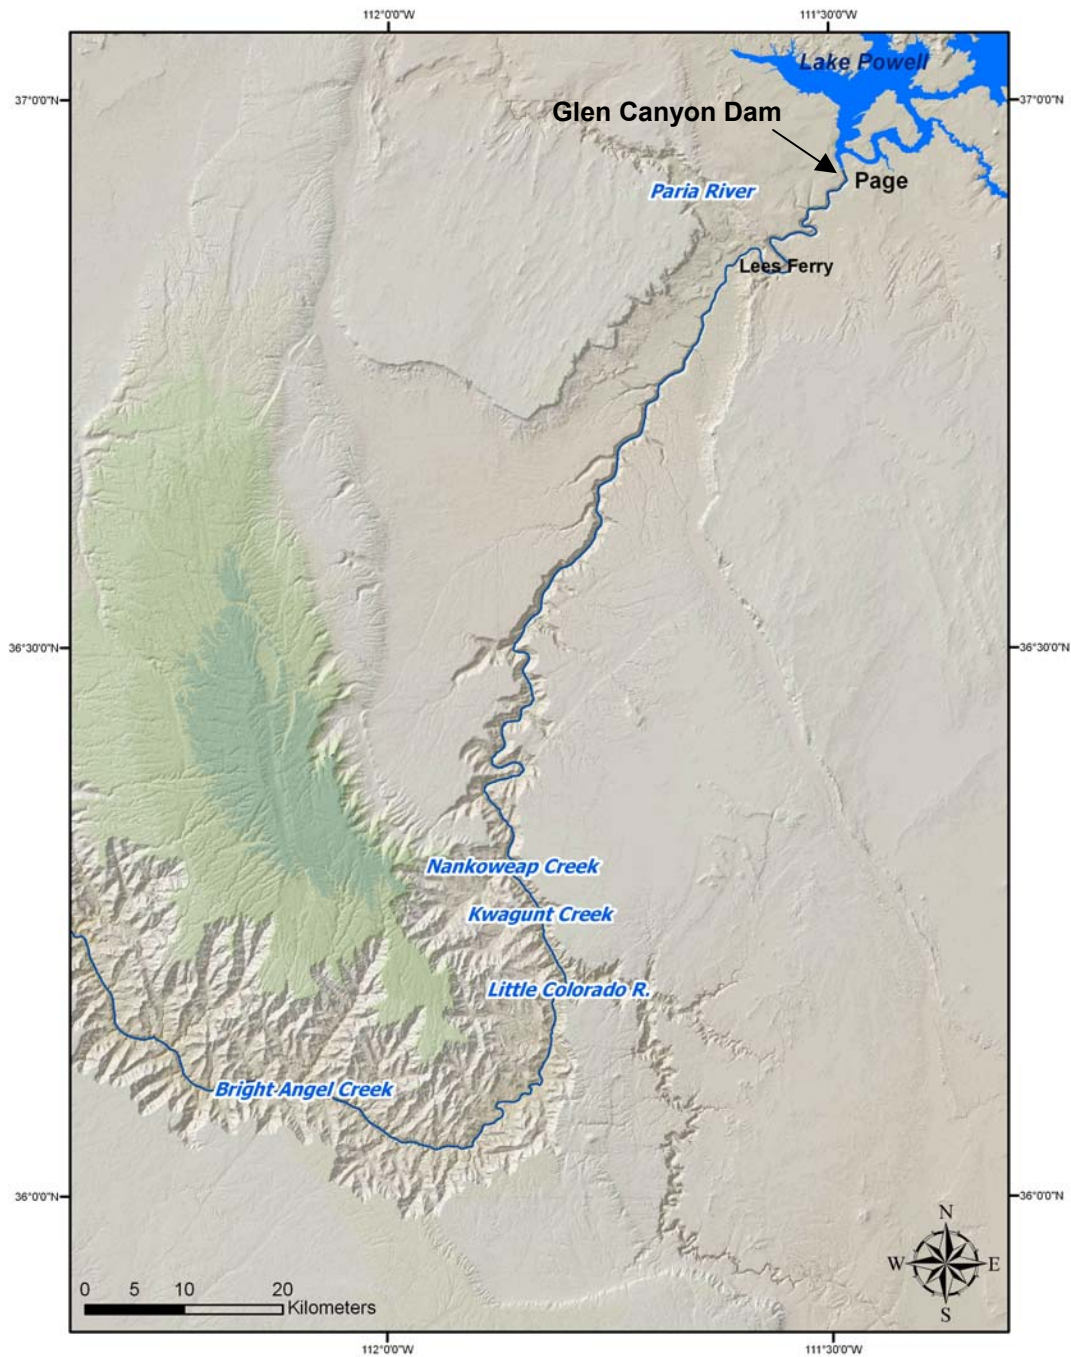 112°0'0"W
111°30'0"W
Lake Powell
37°0'0"N
37°0'0"N
Glen Canyon Dam
Page
Paria River
Lees Ferry
36°30'0"N
36°30'0"N
Nankoweap Creek
Kwagunt Creek
Little Colorado R.
Bright Angel Creek
36°0'0"N
36°0'0"N
N
W
E
S
0 5 10 20
Kilometers
112°0'0"W
111°30'0"W